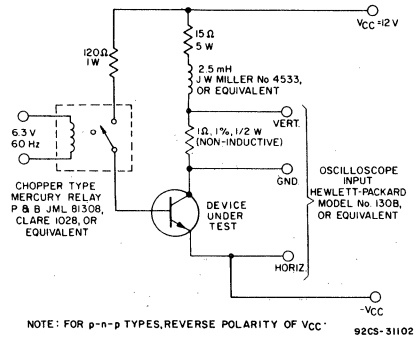 VCC=12V
15Ω
5 W
120Ω
1W
2.5 mH
J W MILLER No 4533,
OR EQUIVALENT
VERT.
6.3 V
60 Hz
1Ω, 1%, 1/2 W
(NON-INDUCTIVE)
GND.
CHOPPER TYPE
MERCURY RELAY
P & B JML 81308,
CLARE 1028, OR
EQUIVALENT
DEVICE
UNDER
TEST
OSCILLOSCOPE
INPUT
HEWLETT-PACKARD
MODEL No. 130B,
OR EQUIVALENT
HORIZ.
-VCC
NOTE: FOR p-n-p TYPES, REVERSE POLARITY OF VCC.
92CS-31102